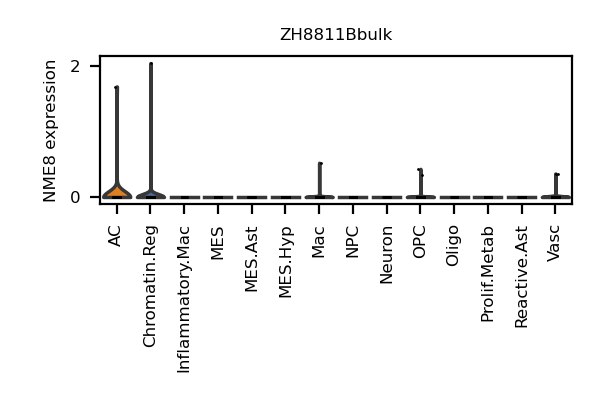 ZH8811Bbulk
NME8 expression
2
0
AC
Chromatin.Reg
Inflammatory.Mac
MES
MES.Ast
MES.Hyp
Mac
NPC
Neuron
OPC
Oligo
Prolif.Metab
Reactive.Ast
Vasc